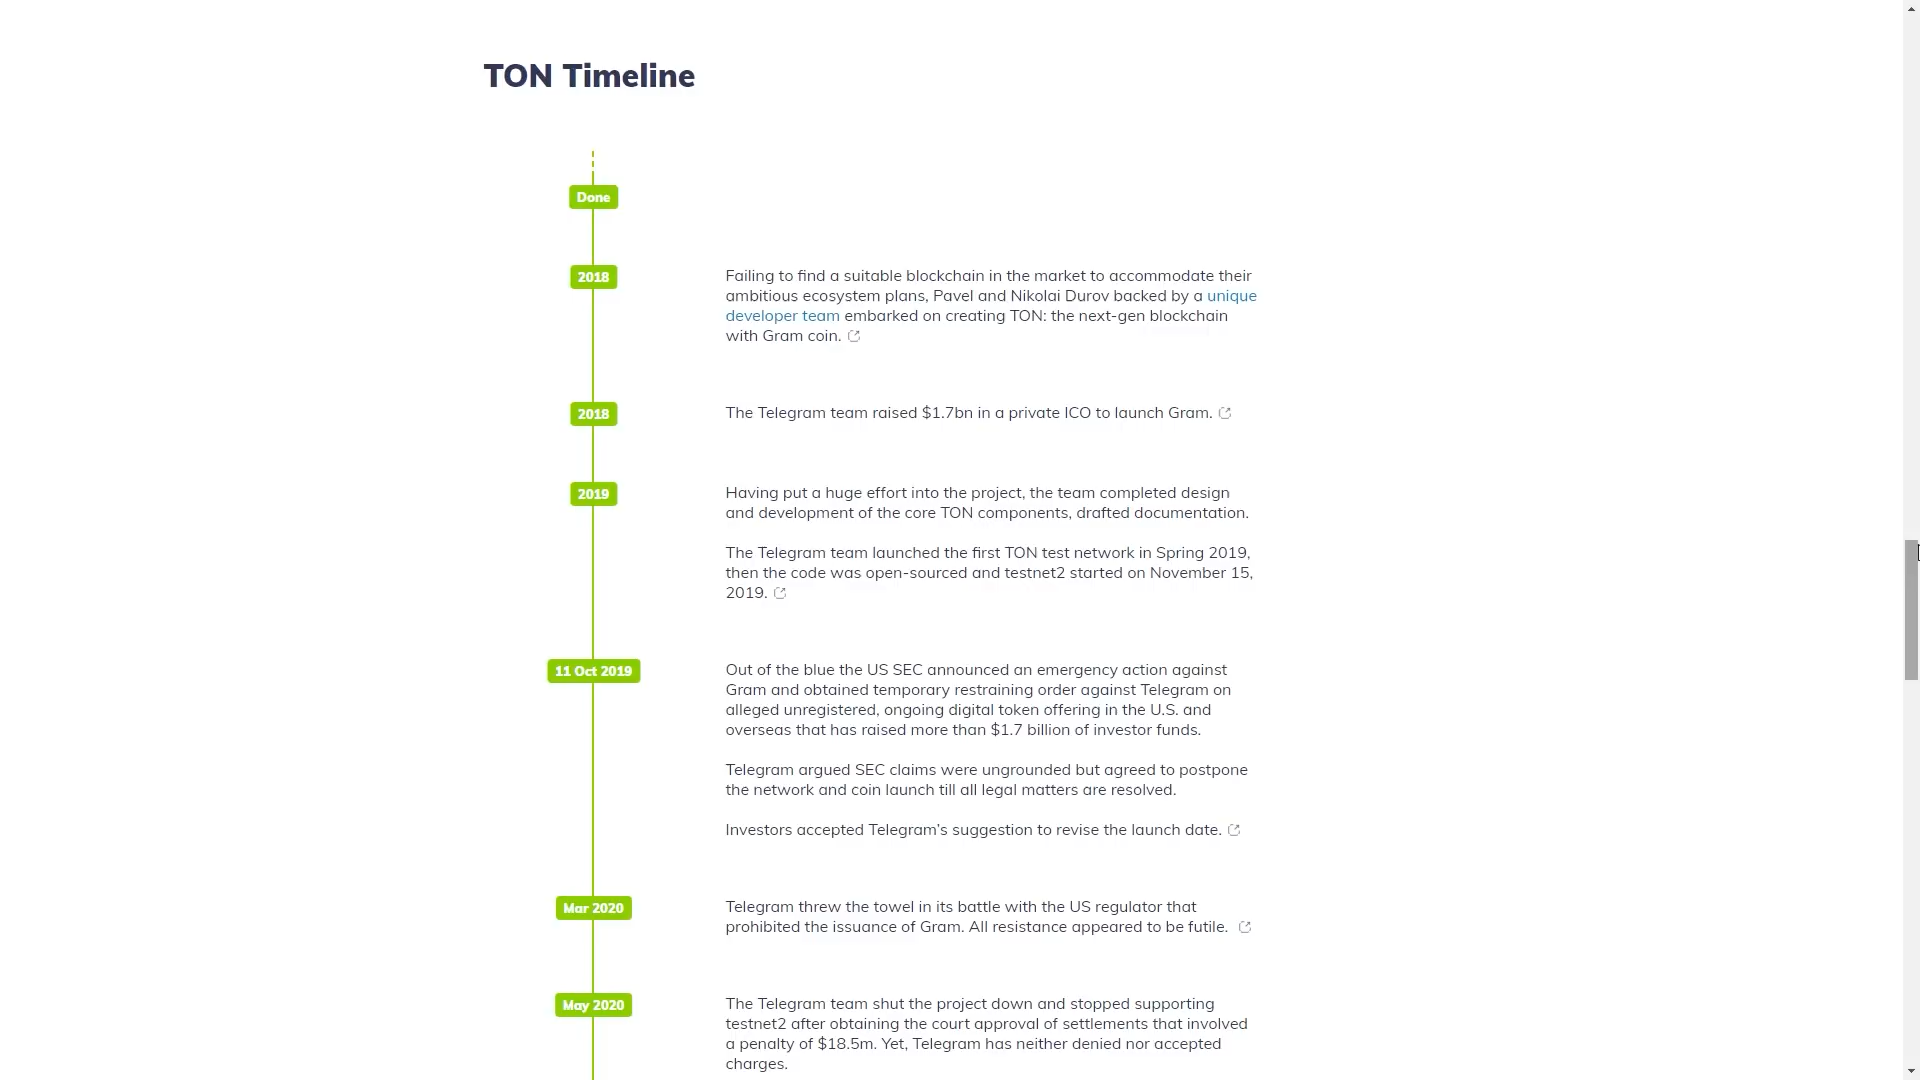 TON Timeline
Done
2018
Failing to find a suitable blockchain in the market to accommodate their
ambitious ecosystem plans, Pavel and Nikolai Durov backed by a unique
developer team embarked on creating TON: the next-gen blockchain
with Gram coin.
2018
The Telegram team raised $1.7bn in a private ICO to launch Gram.
2019
Having put a huge effort into the project, the team completed design
and development of the core TON components, drafted documentation.
The Telegram team launched the first TON test network in Spring 2019,
then the code was open-sourced and testnet2 started on November 15,
2019.
11 Oct 2019
Out of the blue the US SEC announced an emergency action against
Gram and obtained temporary restraining order against Telegram on
alleged unregistered, ongoing digital token offering in the U.S. and
overseas that has raised more than $1.7 billion of investor funds.
Telegram argued SEC claims were ungrounded but agreed to postpone
the network and coin launch till all legal matters are resolved.
Investors accepted Telegram’s suggestion to revise the launch date.
Mar 2020
Telegram threw the towel in its battle with the US regulator that
prohibited the issuance of Gram. All resistance appeared to be futile.
May 2020
The Telegram team shut the project down and stopped supporting
testnet2 after obtaining the court approval of settlements that involved
a penalty of $18.5m. Yet, Telegram has neither denied nor accepted
charges.